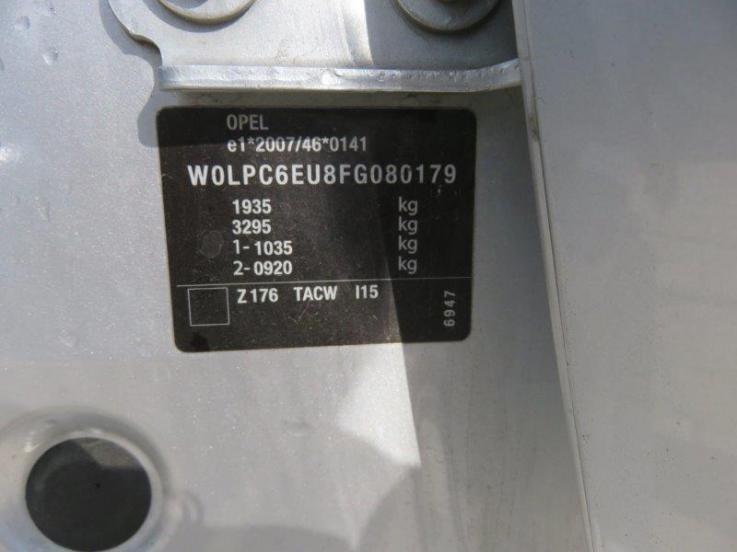 OPEL
e1*2007/46*0141
W0LPC6EU8FG080179
1935 kg
3295 kg
1- 1035 kg
2- 0920 kg
Z176 TACW I15
6947